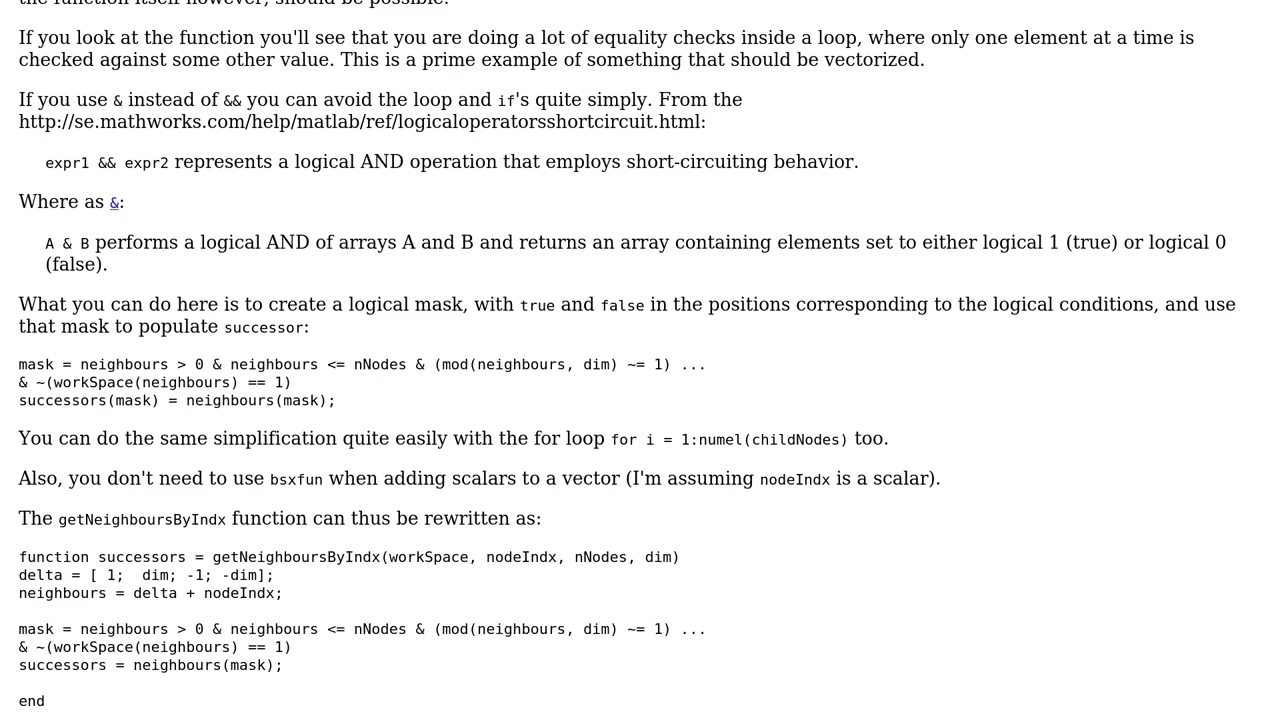 the function itself however, should be possible.
If you look at the function you'll see that you are doing a lot of equality checks inside a loop, where only one element at a time is
checked against some other value. This is a prime example of something that should be vectorized.
If you use & instead of && you can avoid the loop and if's quite simply. From the
http://se.mathworks.com/help/matlab/ref/logicaloperatorsshortcircuit.html:
expr1 && expr2 represents a logical AND operation that employs short-circuiting behavior.
Where as &:
A & B performs a logical AND of arrays A and B and returns an array containing elements set to either logical 1 (true) or logical 0
(false).
What you can do here is to create a logical mask, with true and false in the positions corresponding to the logical conditions, and use
that mask to populate successor:
mask = neighbours > 0 & neighbours <= nNodes & (mod(neighbours, dim) ~= 1) ...
& ~(workSpace(neighbours) == 1)
successors(mask) = neighbours(mask);
You can do the same simplification quite easily with the for loop for i = 1:numel(childNodes) too.
Also, you don't need to use bsxfun when adding scalars to a vector (I'm assuming nodeIndx is a scalar).
The getNeighboursByIndx function can thus be rewritten as:
function successors = getNeighboursByIndx(workSpace, nodeIndx, nNodes, dim)
delta = [ 1;  dim; -1; -dim];
neighbours = delta + nodeIndx;
mask = neighbours > 0 & neighbours <= nNodes & (mod(neighbours, dim) ~= 1) ...
& ~(workSpace(neighbours) == 1)
successors = neighbours(mask);
end